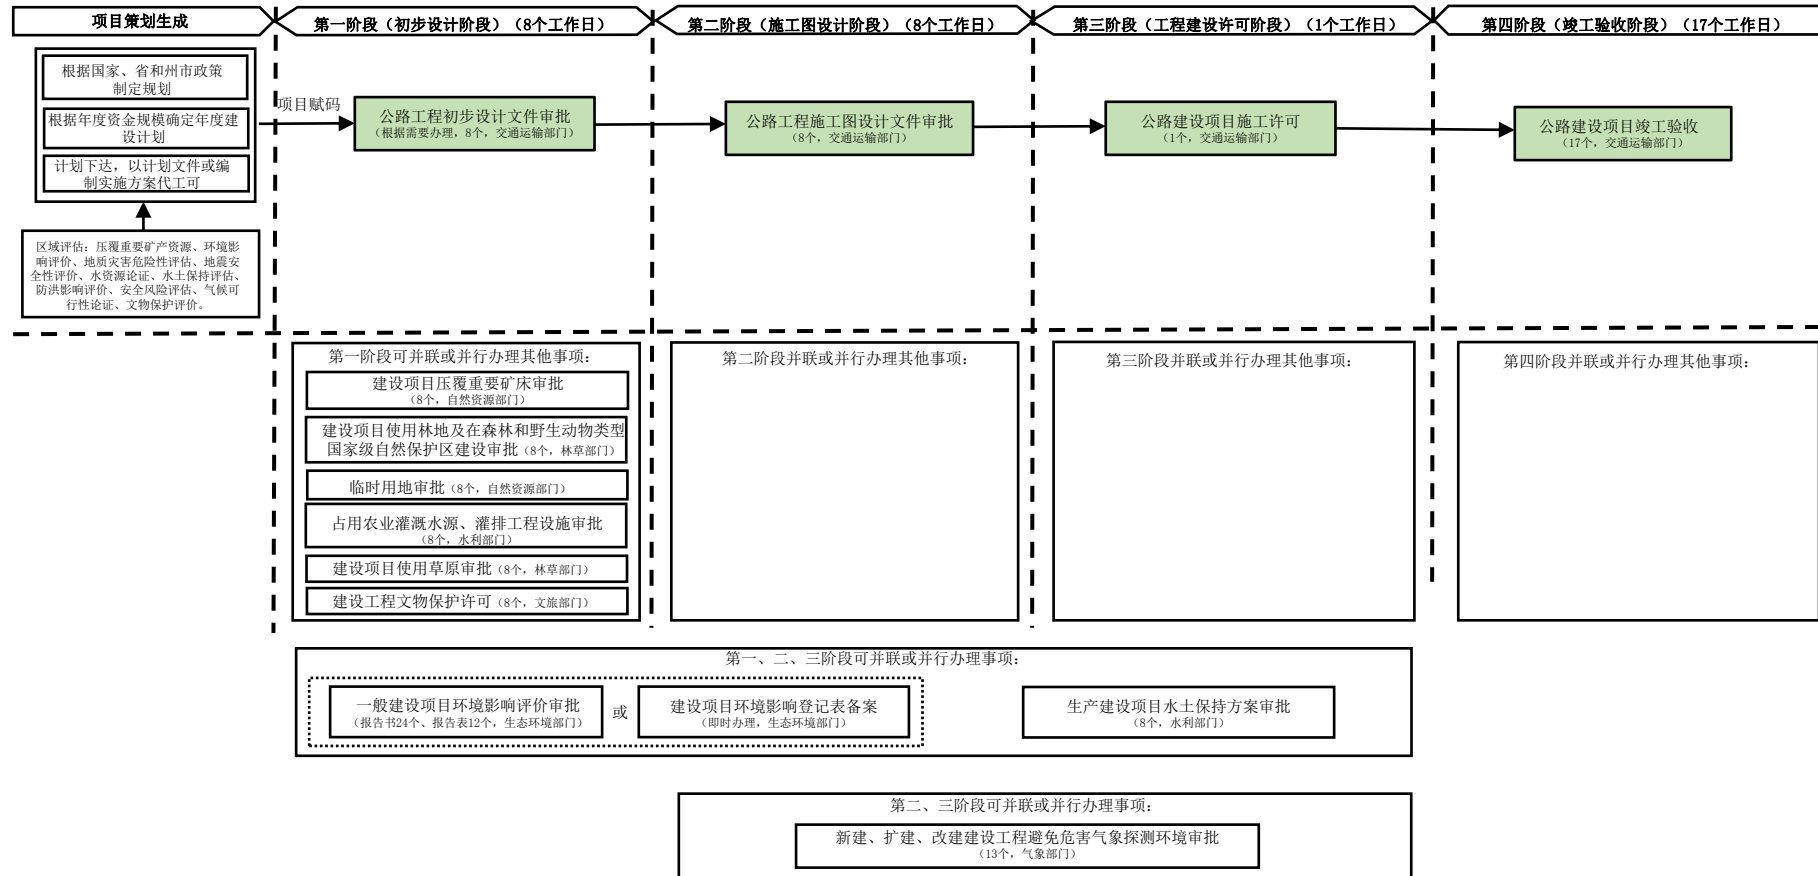 项目策划生成
第一阶段（初步设计阶段）（8个工作日）
第二阶段（施工图设计阶段）（8个工作日）
第三阶段（工程建设许可阶段）（1个工作日）
第四阶段（竣工验收阶段）（17个工作日）
根据国家、省和州市政策
制定规划
根据年度资金规模确定年度建
设计划
计划下达，以计划文件或编
制实施方案代工可
项目赋码
公路工程初步设计文件审批
（根据需要办理，8个，交通运输部门）
公路工程施工图设计文件审批
（8个，交通运输部门）
公路建设项目施工许可
（1个，交通运输部门）
公路建设项目竣工验收
（17个，交通运输部门）
区域评估：压覆重要矿产资源、环境影
响评价、地质灾害危险性评估、地震安
全性评价、水资源论证、水土保持评估、
防洪影响评价、安全风险评估、气候可
行性论证、文物保护评价。
第一阶段可并联或并行办理其他事项：
建设项目压覆重要矿床审批
（8个，自然资源部门）
建设项目使用林地及在森林和野生动物类型
国家级自然保护区建设审批（8个，林草部门）
临时用地审批（8个，自然资源部门）
占用农业灌溉水源、灌排工程设施审批
（8个，水利部门）
建设项目使用草原审批（8个，林草部门）
建设工程文物保护许可（8个，文旅部门）
第二阶段并联或并行办理其他事项：
第三阶段并联或并行办理其他事项：
第四阶段并联或并行办理其他事项：
第一、二、三阶段可并联或并行办理事项：
一般建设项目环境影响评价审批
（报告书24个、报告表12个，生态环境部门）
或
建设项目环境影响登记表备案
（即时办理，生态环境部门）
生产建设项目水土保持方案审批
（8个，水利部门）
第二、三阶段可并联或并行办理事项：
新建、扩建、改建建设工程避免危害气象探测环境审批
（13个，气象部门）